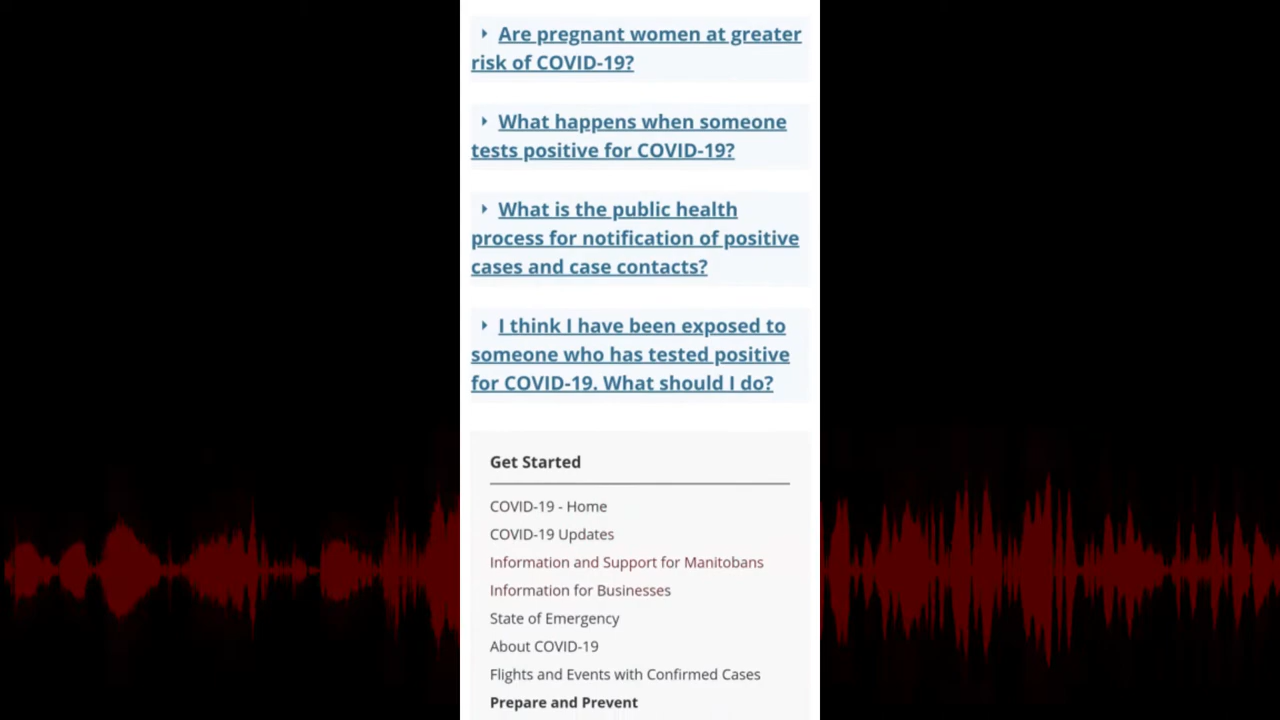 Are pregnant women at greater
risk of COVID-19?
What happens when someone
tests positive for COVID-19?
What is the public health
process for notification of positive
cases and case contacts?
I think I have been exposed to
someone who has tested positive
for COVID-19. What should I do?
Get Started
COVID-19 - Home
COVID-19 Updates
Information and Support for Manitobans
Information for Businesses
State of Emergency
About COVID-19
Flights and Events with Confirmed Cases
Prepare and Prevent